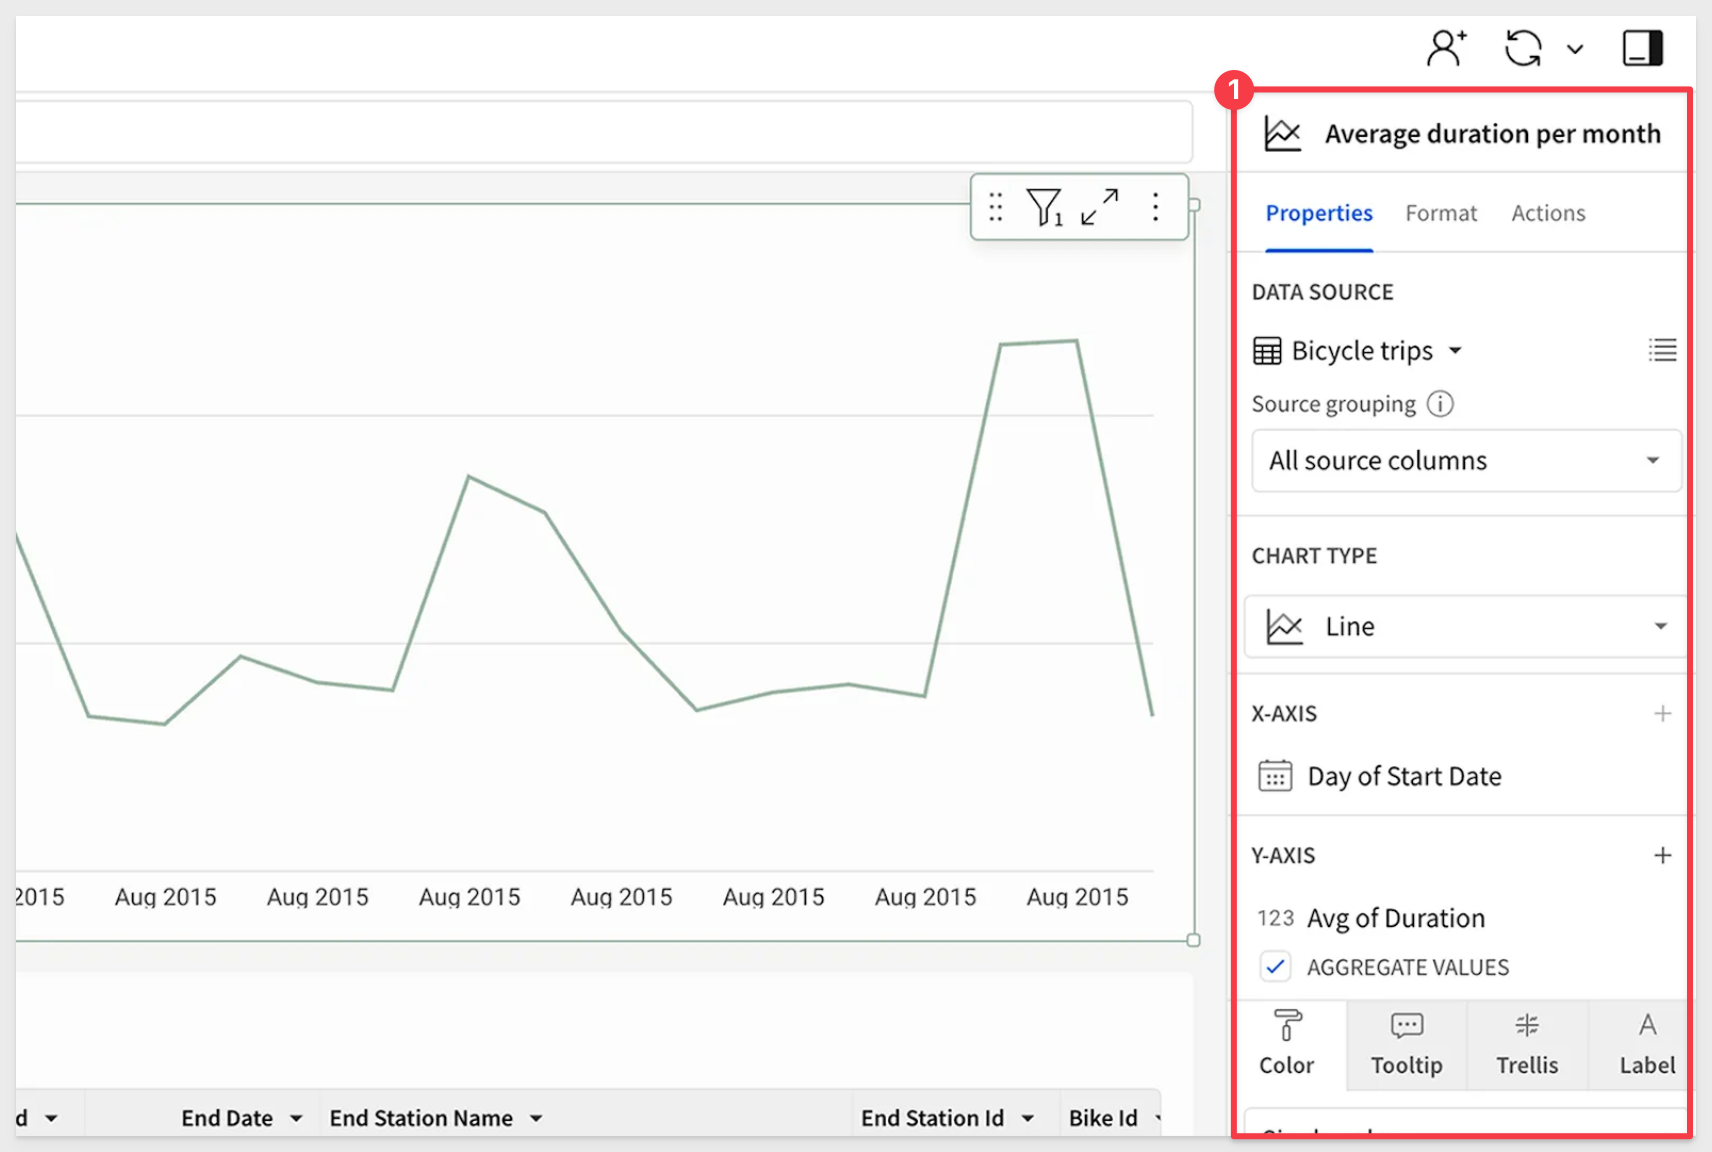 1
Average duration per month
1
Properties Format Actions
DATA SOURCE
Bicycle trips
Source grouping
All source columns
CHART TYPE
Line
X-AXIS
Day of Start Date
Y-AXIS
123 Avg of Duration
AGGREGATE VALUES
Color Tooltip Trellis Label
2015 Aug 2015 Aug 2015 Aug 2015 Aug 2015 Aug 2015 Aug 2015 Aug 2015
d End Date End Station Name End Station Id Bike Id